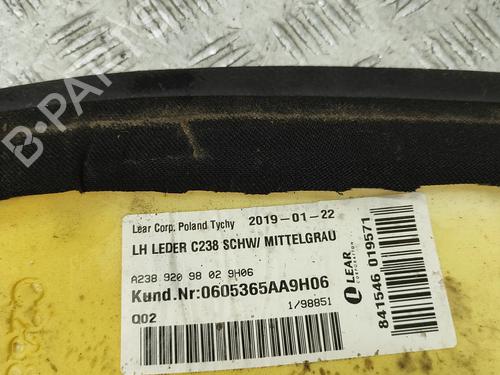 B-PARTS
Lear Corp. Poland Tychy 2019-01-22
LH LEDER C238 SCHW/ MITTELGRAU
A238 920 98 02 9H06
Kund.Nr:0605365AA9H06
Q02 1/98851
LEAR
CORPORATION
841546 019571